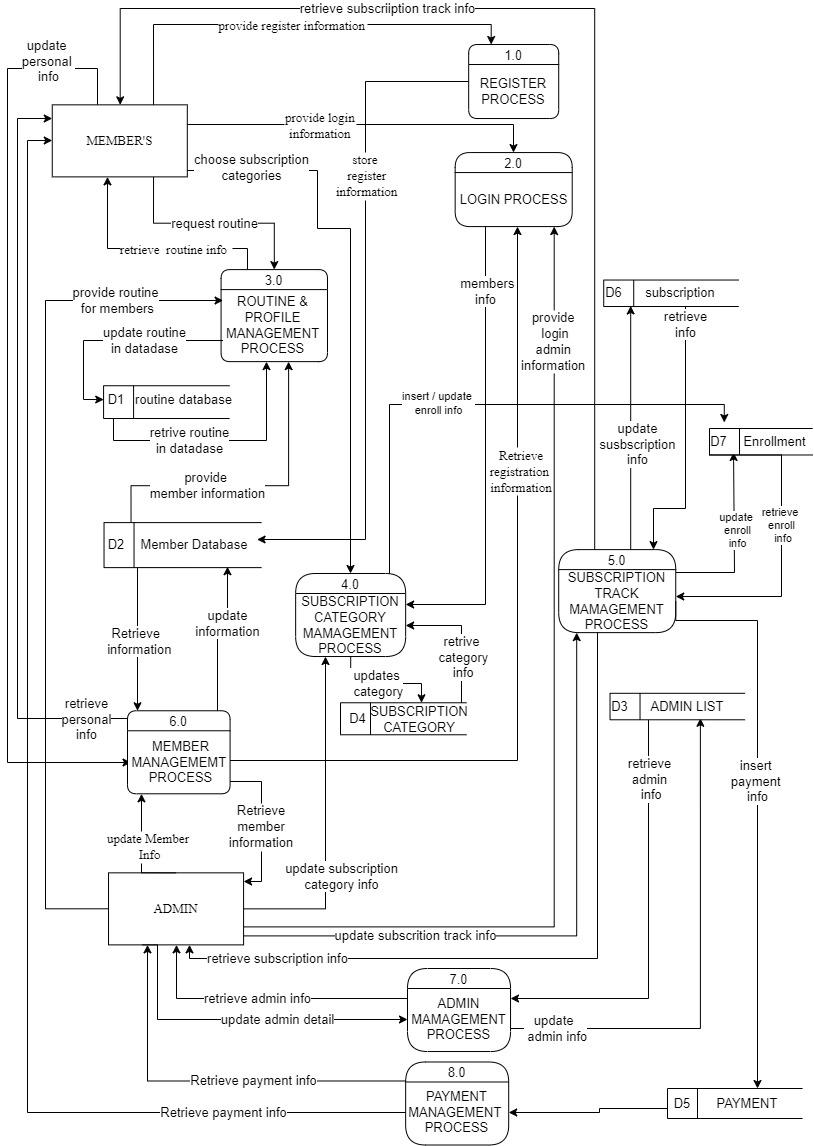 retrieve subscriiption track info
provide register information
update
personal
info
1.0
REGISTER
PROCESS
MEMBER'S
provide login
information
choose subscription
categories
store
register
information
2.0
LOGIN PROCESS
request routine
retrieve routine info
3.0
ROUTINE &
PROFILE
MANAGEMENT
PROCESS
provide routine
for members
update routine
in datadase
members
info
provide
login
admin
information
D6
subscription
retrieve
info
D1
routine database
retrive routine
in datadase
insert / update
enroll info
update
susbscription
info
D7
Enrollment
provide
member information
Retrieve
registration
information
update
enroll
info
retrieve
enroll
info
D2
Member Database
4.0
SUBSCRIPTION
CATEGORY
MAMAGEMENT
PROCESS
5.0
SUBSCRIPTION
TRACK
MAMAGEMENT
PROCESS
Retrieve
information
update
information
retrive
category
info
updates
category
D4
SUBSCRIPTION
CATEGORY
D3
ADMIN LIST
retrieve
personal
info
6.0
MEMBER
MANAGEMEMT
PROCESS
retrieve
admin
info
insert
payment
info
Retrieve
member
information
update Member
Info
update subscription
category info
ADMIN
update subscrition track info
retrieve subscription info
7.0
ADMIN
MAMAGEMENT
PROCESS
retrieve admin info
update admin detail
update
admin info
8.0
PAYMENT
MANAGEMENT
PROCESS
Retrieve payment info
Retrieve payment info
D5
PAYMENT